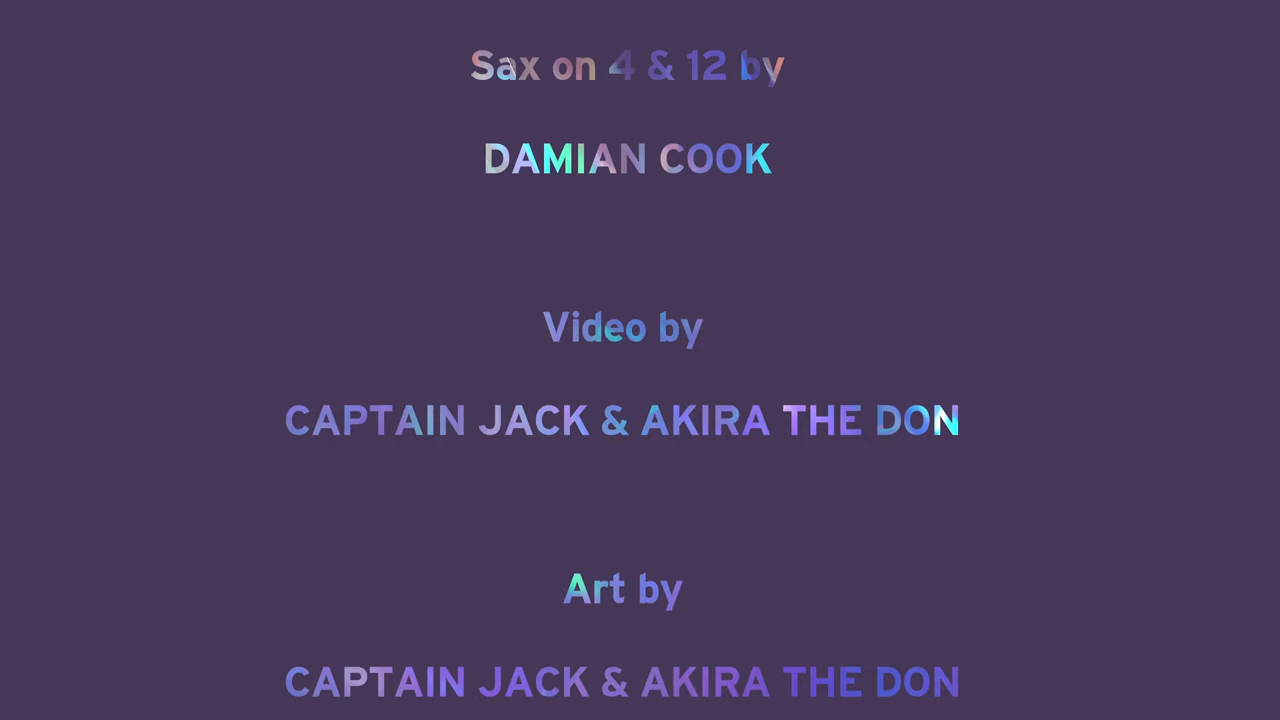 Sax on 4 & 12 by
DAMIAN COOK
Video by
CAPTAIN JACK & AKIRA THE DON
Art by
CAPTAIN JACK & AKIRA THE DON